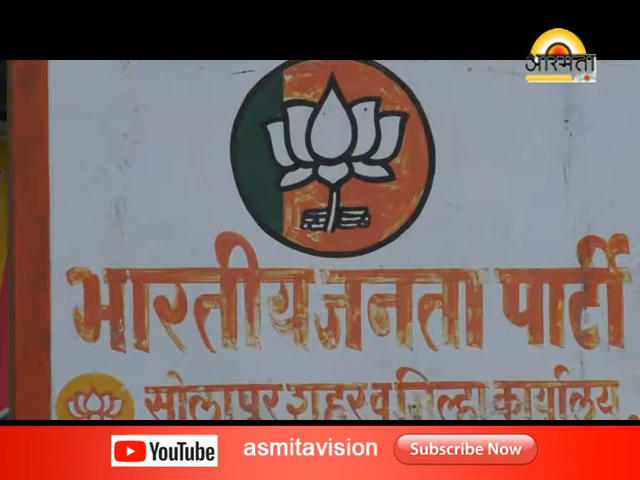 अस्मिता
भारतीय जनता पार्टी
सोलापूर शहर व जिल्हा कार्यालय
YouTube asmitavision Subscribe Now